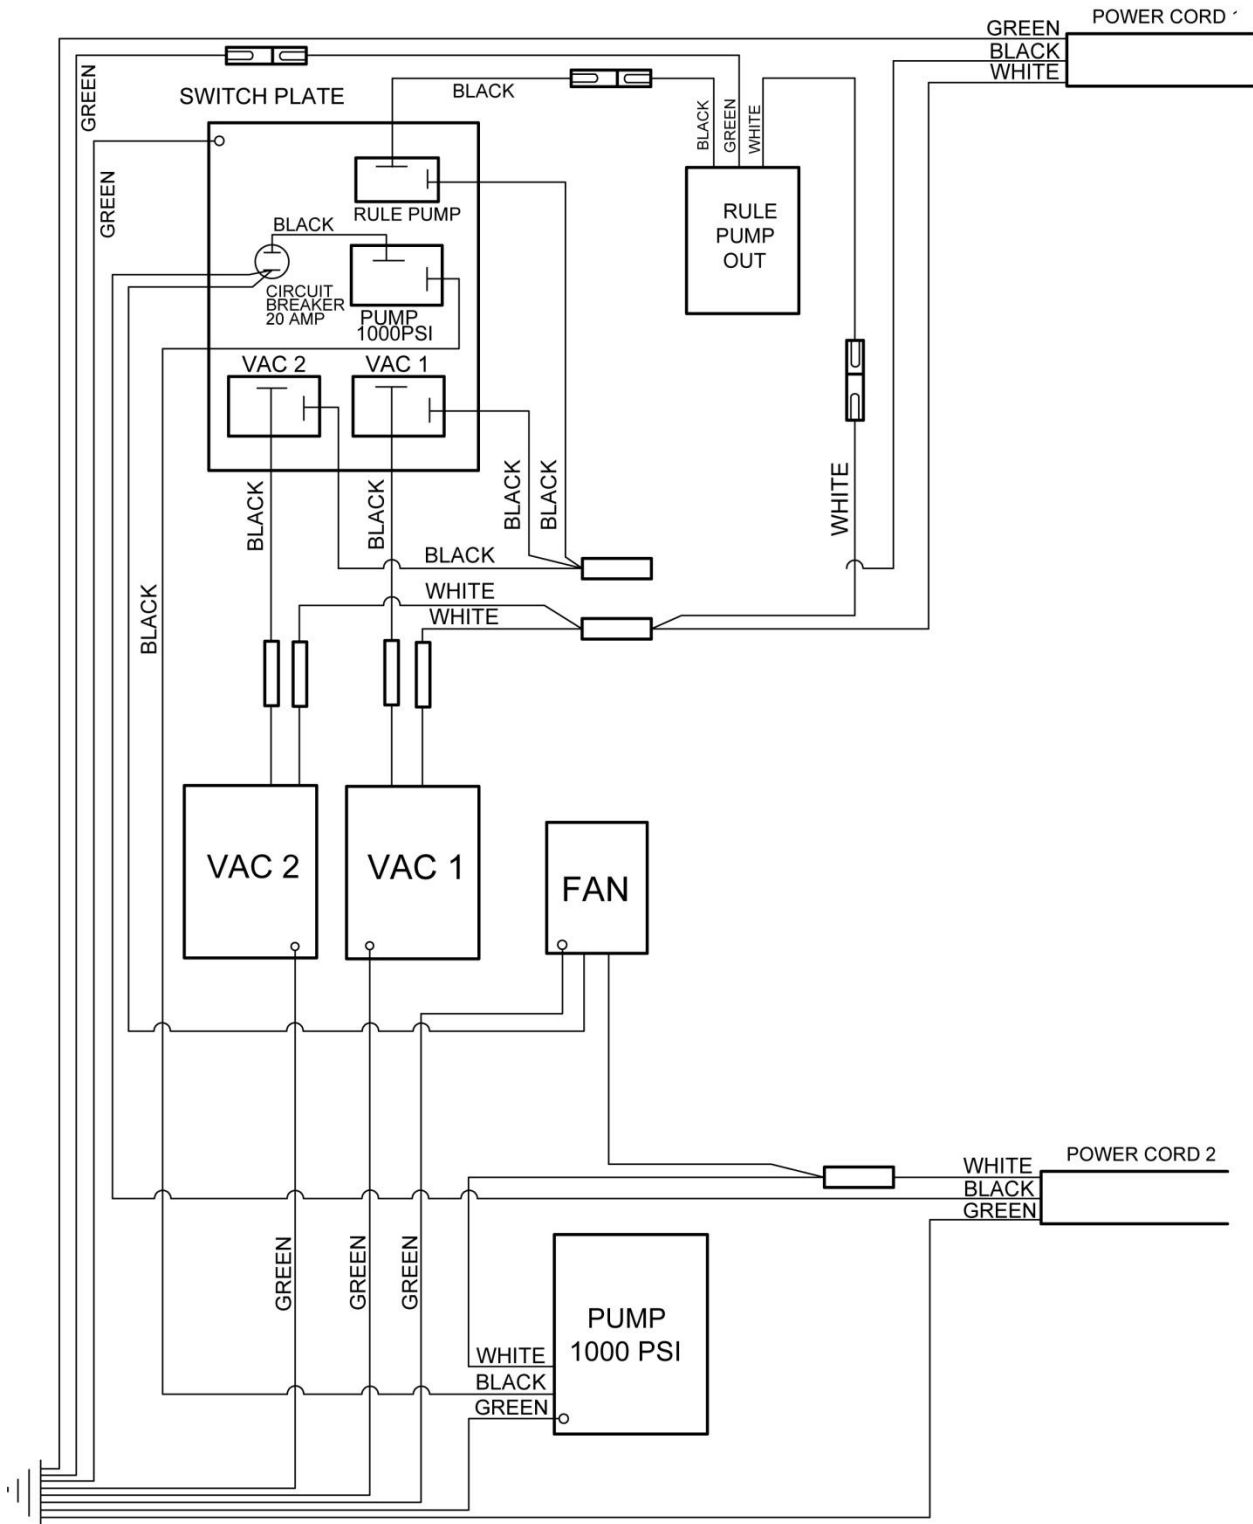 POWER CORD 1
GREEN
BLACK
WHITE
GREEN
SWITCH PLATE
BLACK
BLACK
GREEN
WHITE
GREEN
RULE PUMP
BLACK
RULE
PUMP
OUT
CIRCUIT
BREAKER
20 AMP
PUMP
1000PSI
VAC 2
VAC 1
BLACK
BLACK
BLACK
BLACK
WHITE
BLACK
WHITE
WHITE
BLACK
VAC 2
VAC 1
FAN
POWER CORD 2
WHITE
BLACK
GREEN
GREEN
GREEN
GREEN
PUMP
1000 PSI
WHITE
BLACK
GREEN